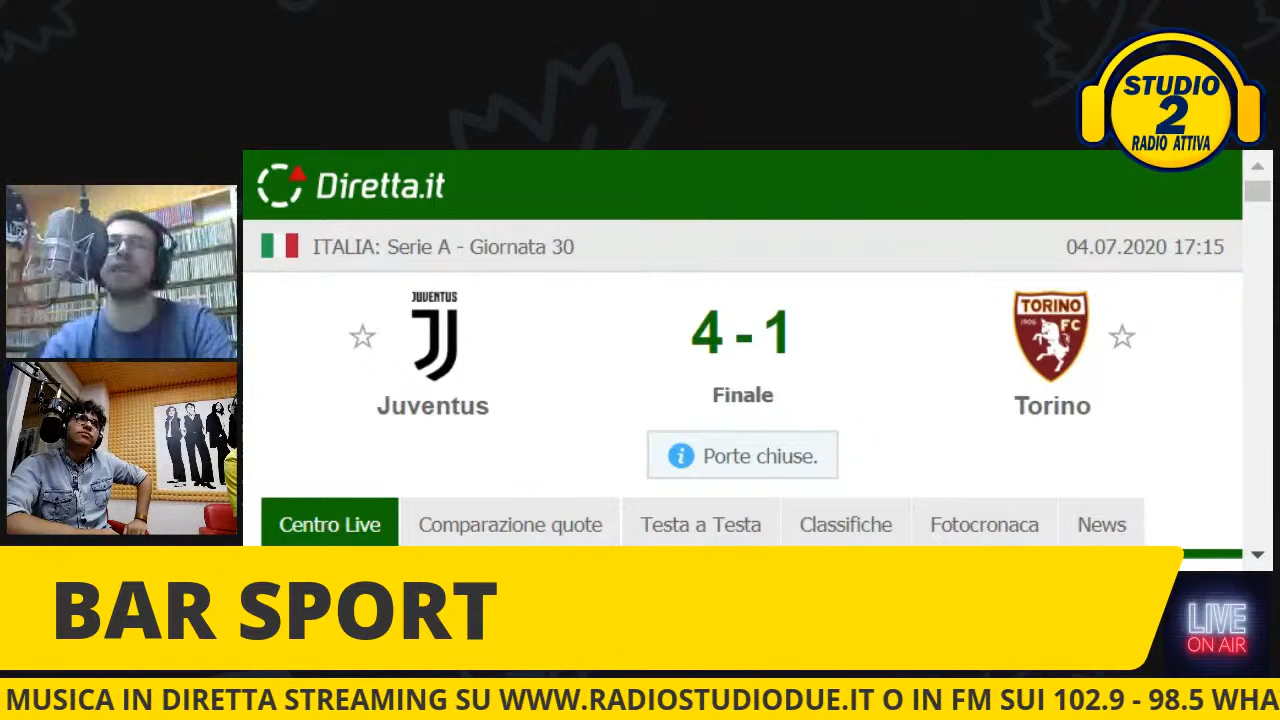 STUDIO
2
RADIO ATTIVA
Diretta.it
ITALIA: Serie A - Giornata 30
04.07.2020 17:15
JUVENTUS
4 - 1
TORINO
1906
FC
Finale
Juventus
Torino
Porte chiuse.
Centro Live
Comparazione quote
Testa a Testa
Classifiche
Fotocronaca
News
BAR SPORT
LIVE
ON AIR
MUSICA IN DIRETTA STREAMING SU WWW.RADIOSTUDIODUE.IT O IN FM SUI 102.9 - 98.5 WHA